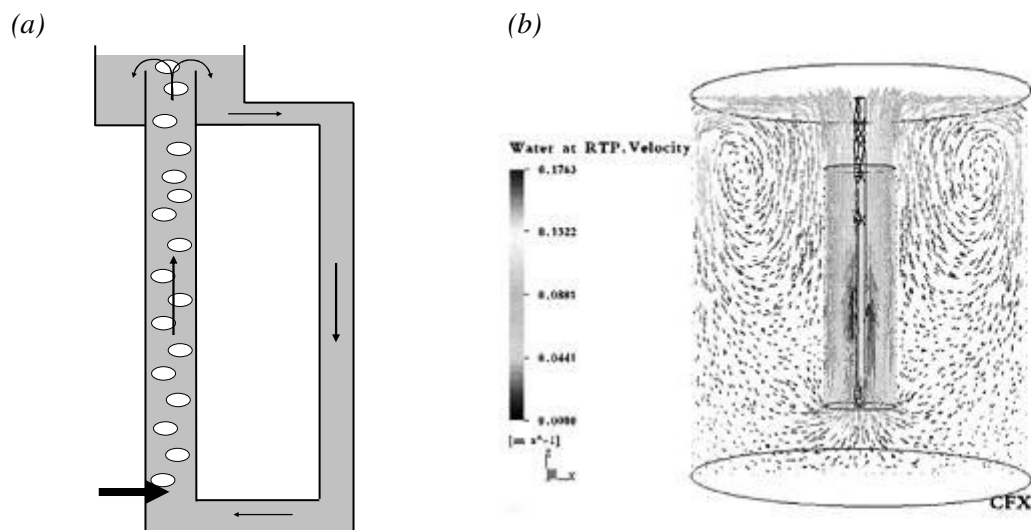 (a)
(b)
Water at RTP.Velocity
0.1763
0.1322
0.0881
0.0441
0.0000
[m s^-1]
CFX